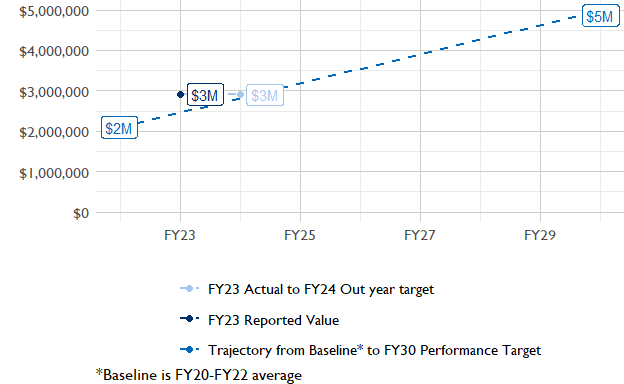 $5,000,000
$5M
$4,000,000
$3,000,000
$3M
$3M
$2,000,000
$2M
$1,000,000
$0
FY23
FY25
FY27
FY29
FY23 Actual to FY24 Out year target
FY23 Reported Value
Trajectory from Baseline* to FY30 Performance Target
*Baseline is FY20-FY22 average